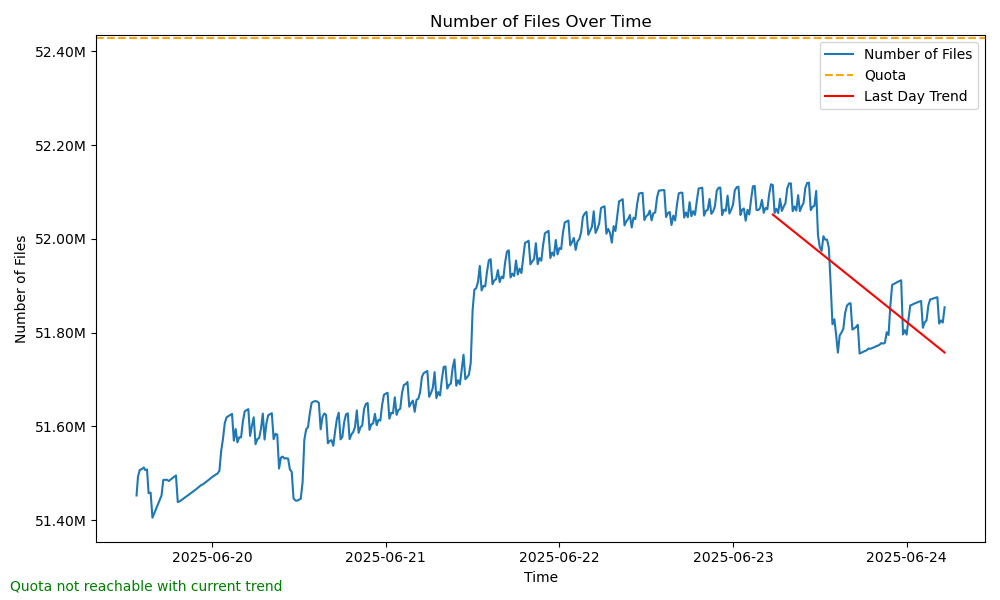 Number of Files Over Time
52.40M
52.20M
52.00M
51.80M
51.60M
51.40M
Number of Files
Number of Files
Quota
Last Day Trend
2025-06-20
2025-06-21
2025-06-22
2025-06-23
2025-06-24
Time
Quota not reachable with current trend